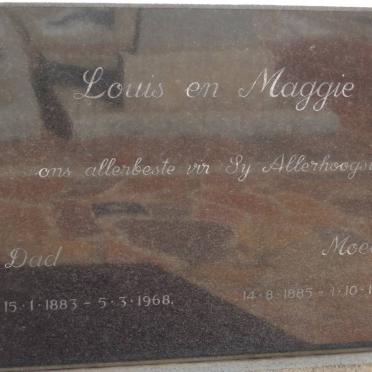 Louis en Maggie
ons allerbeste vir Sy Allerhoogs
Dad Moe
15·1·1883 – 5·3·1968. 14·8·1885 – 1·10·1